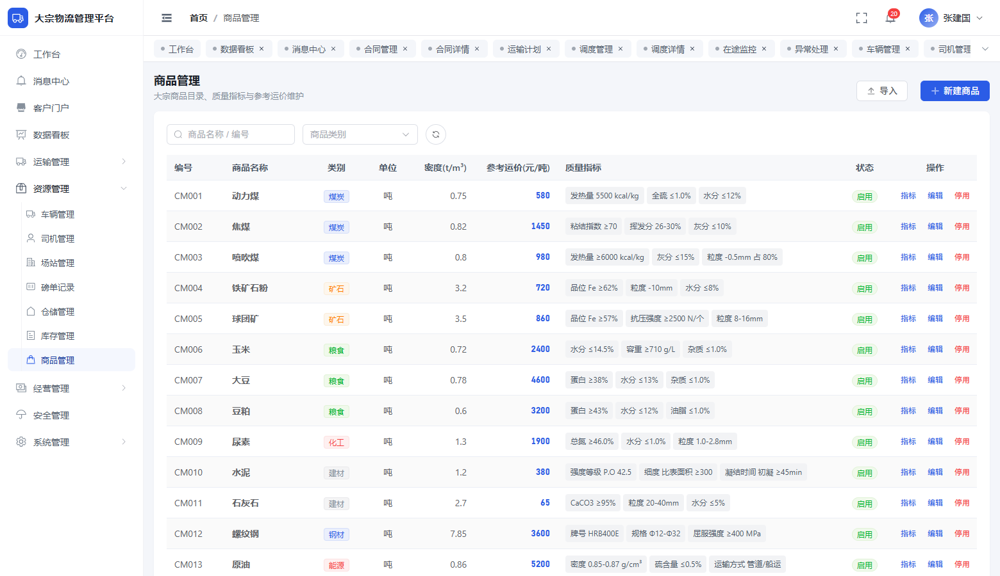 大宗物流管理平台
首页 / 商品管理
20
张 张建国
工作台 数据看板 × 消息中心 × 合同管理 × 合同详情 × 运输计划 × 调度管理 × 调度详情 × 在途监控 × 异常处理 × 车辆管理 × 司机管理
工作台
消息中心
客户门户
数据看板
运输管理
资源管理
车辆管理
司机管理
场站管理
磅单记录
仓储管理
库存管理
商品管理
经营管理
安全管理
系统管理
商品管理
大宗商品目录、质量指标与参考运价维护
导入
新建商品
商品名称 / 编号
商品类别
编号 商品名称 类别 单位 密度(t/m³) 参考运价(元/吨) 质量指标 状态 操作
CM001 动力煤 煤炭 吨 0.75 580 发热量 5500 kcal/kg 全硫 ≤1.0% 水分 ≤12% 启用 指标 编辑 停用
CM002 焦煤 煤炭 吨 0.82 1450 粘结指数 ≥70 挥发分 26-30% 灰分 ≤10% 启用 指标 编辑 停用
CM003 喷吹煤 煤炭 吨 0.8 980 发热量 ≥6000 kcal/kg 灰分 ≤15% 粒度 -0.5mm 占 80% 启用 指标 编辑 停用
CM004 铁矿石粉 矿石 吨 3.2 720 品位 Fe ≥62% 粒度 -10mm 水分 ≤8% 启用 指标 编辑 停用
CM005 球团矿 矿石 吨 3.5 860 品位 Fe ≥57% 抗压强度 ≥2500 N/个 粒度 8-16mm 启用 指标 编辑 停用
CM006 玉米 粮食 吨 0.72 2400 水分 ≤14.5% 容重 ≥710 g/L 杂质 ≤1.0% 启用 指标 编辑 停用
CM007 大豆 粮食 吨 0.78 4600 蛋白 ≥38% 水分 ≤13% 杂质 ≤1.0% 启用 指标 编辑 停用
CM008 豆粕 粮食 吨 0.6 3200 蛋白 ≥43% 水分 ≤12% 油脂 ≤1.0% 启用 指标 编辑 停用
CM009 尿素 化工 吨 1.3 1900 总氮 ≥46.0% 水分 ≤1.0% 粒度 1.0-2.8mm 启用 指标 编辑 停用
CM010 水泥 建材 吨 1.2 380 强度等级 P.O 42.5 细度 比表面积 ≥300 凝结时间 初凝 ≥45min 启用 指标 编辑 停用
CM011 石灰石 建材 吨 2.7 65 CaCO3 ≥95% 粒度 20-40mm 水分 ≤5% 启用 指标 编辑 停用
CM012 螺纹钢 钢材 吨 7.85 3600 牌号 HRB400E 规格 Φ12-Φ32 屈服强度 ≥400 MPa 启用 指标 编辑 停用
CM013 原油 能源 吨 0.86 5200 密度 0.85-0.87 g/cm³ 硫含量 ≤0.5% 运输方式 管道/船运 启用 指标 编辑 停用